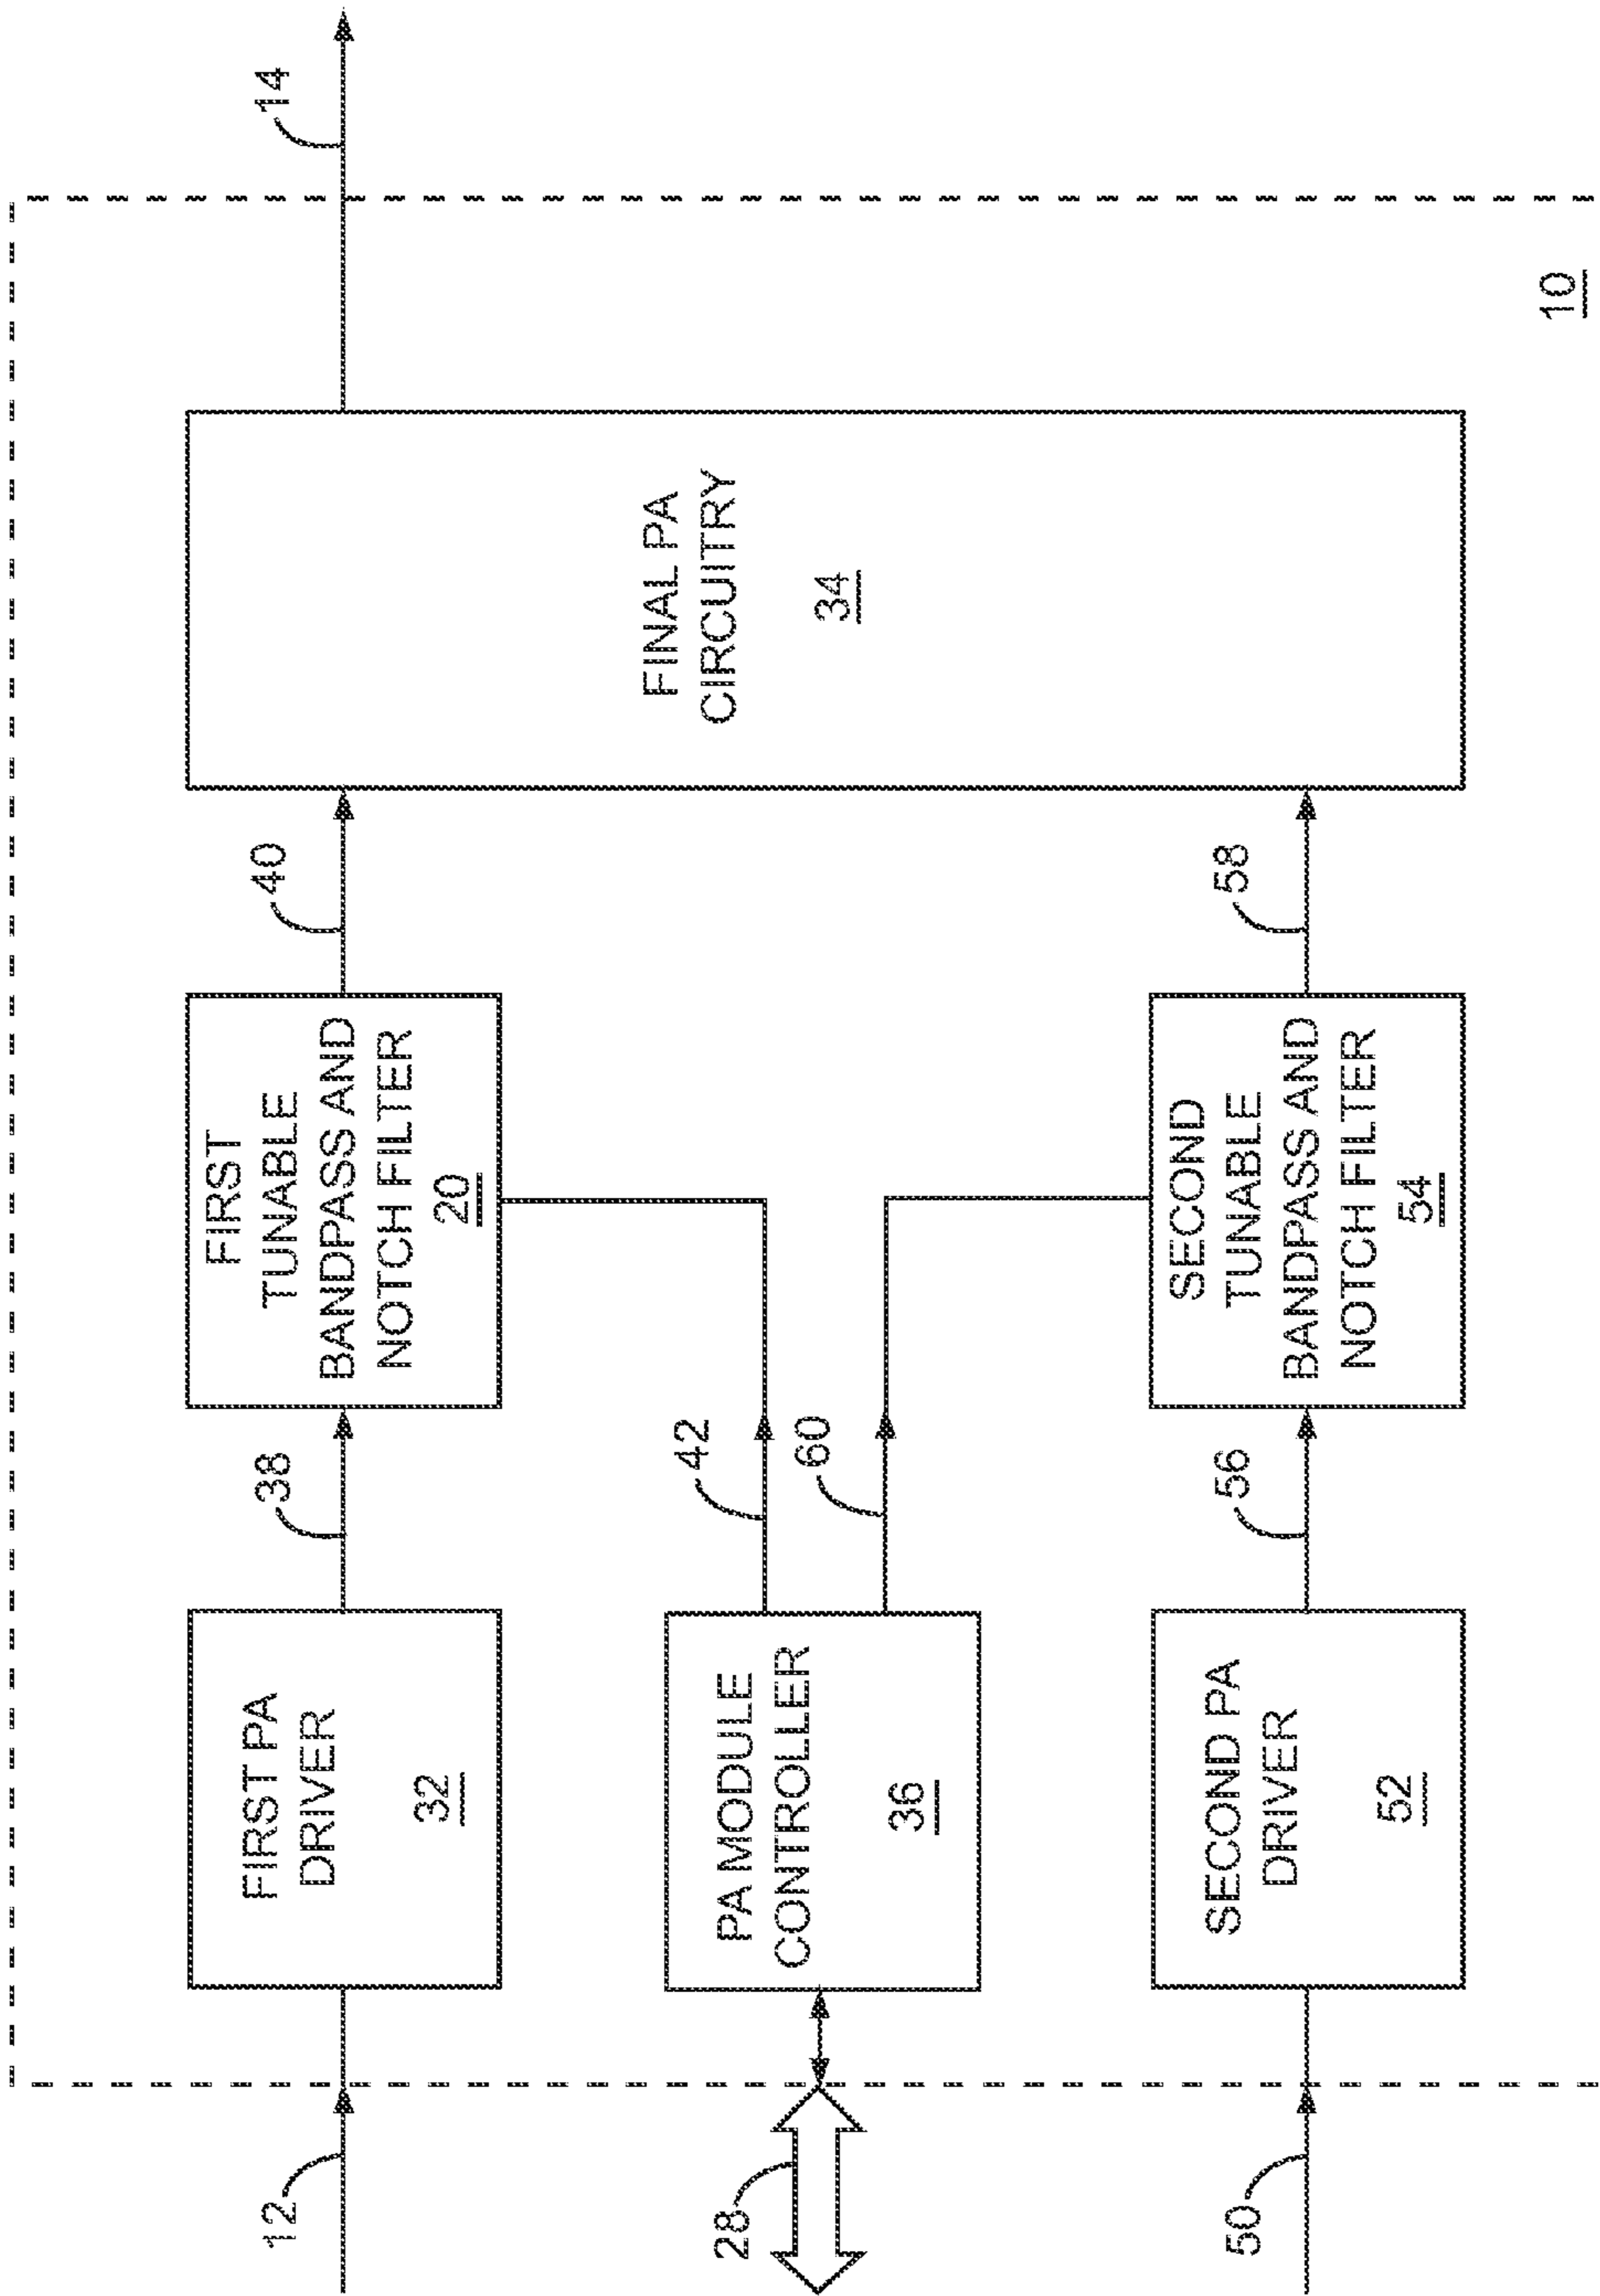 12
FIRST PA
DRIVER
32
38
FIRST
TUNABLE
BANDPASS AND
NOTCH FILTER
20
40
FINAL PA
CIRCUITRY
34
14
28
PA MODULE
CONTROLLER
36
42
60
50
SECOND PA
DRIVER
52
56
SECOND
TUNABLE
BANDPASS AND
NOTCH FILTER
54
58
10